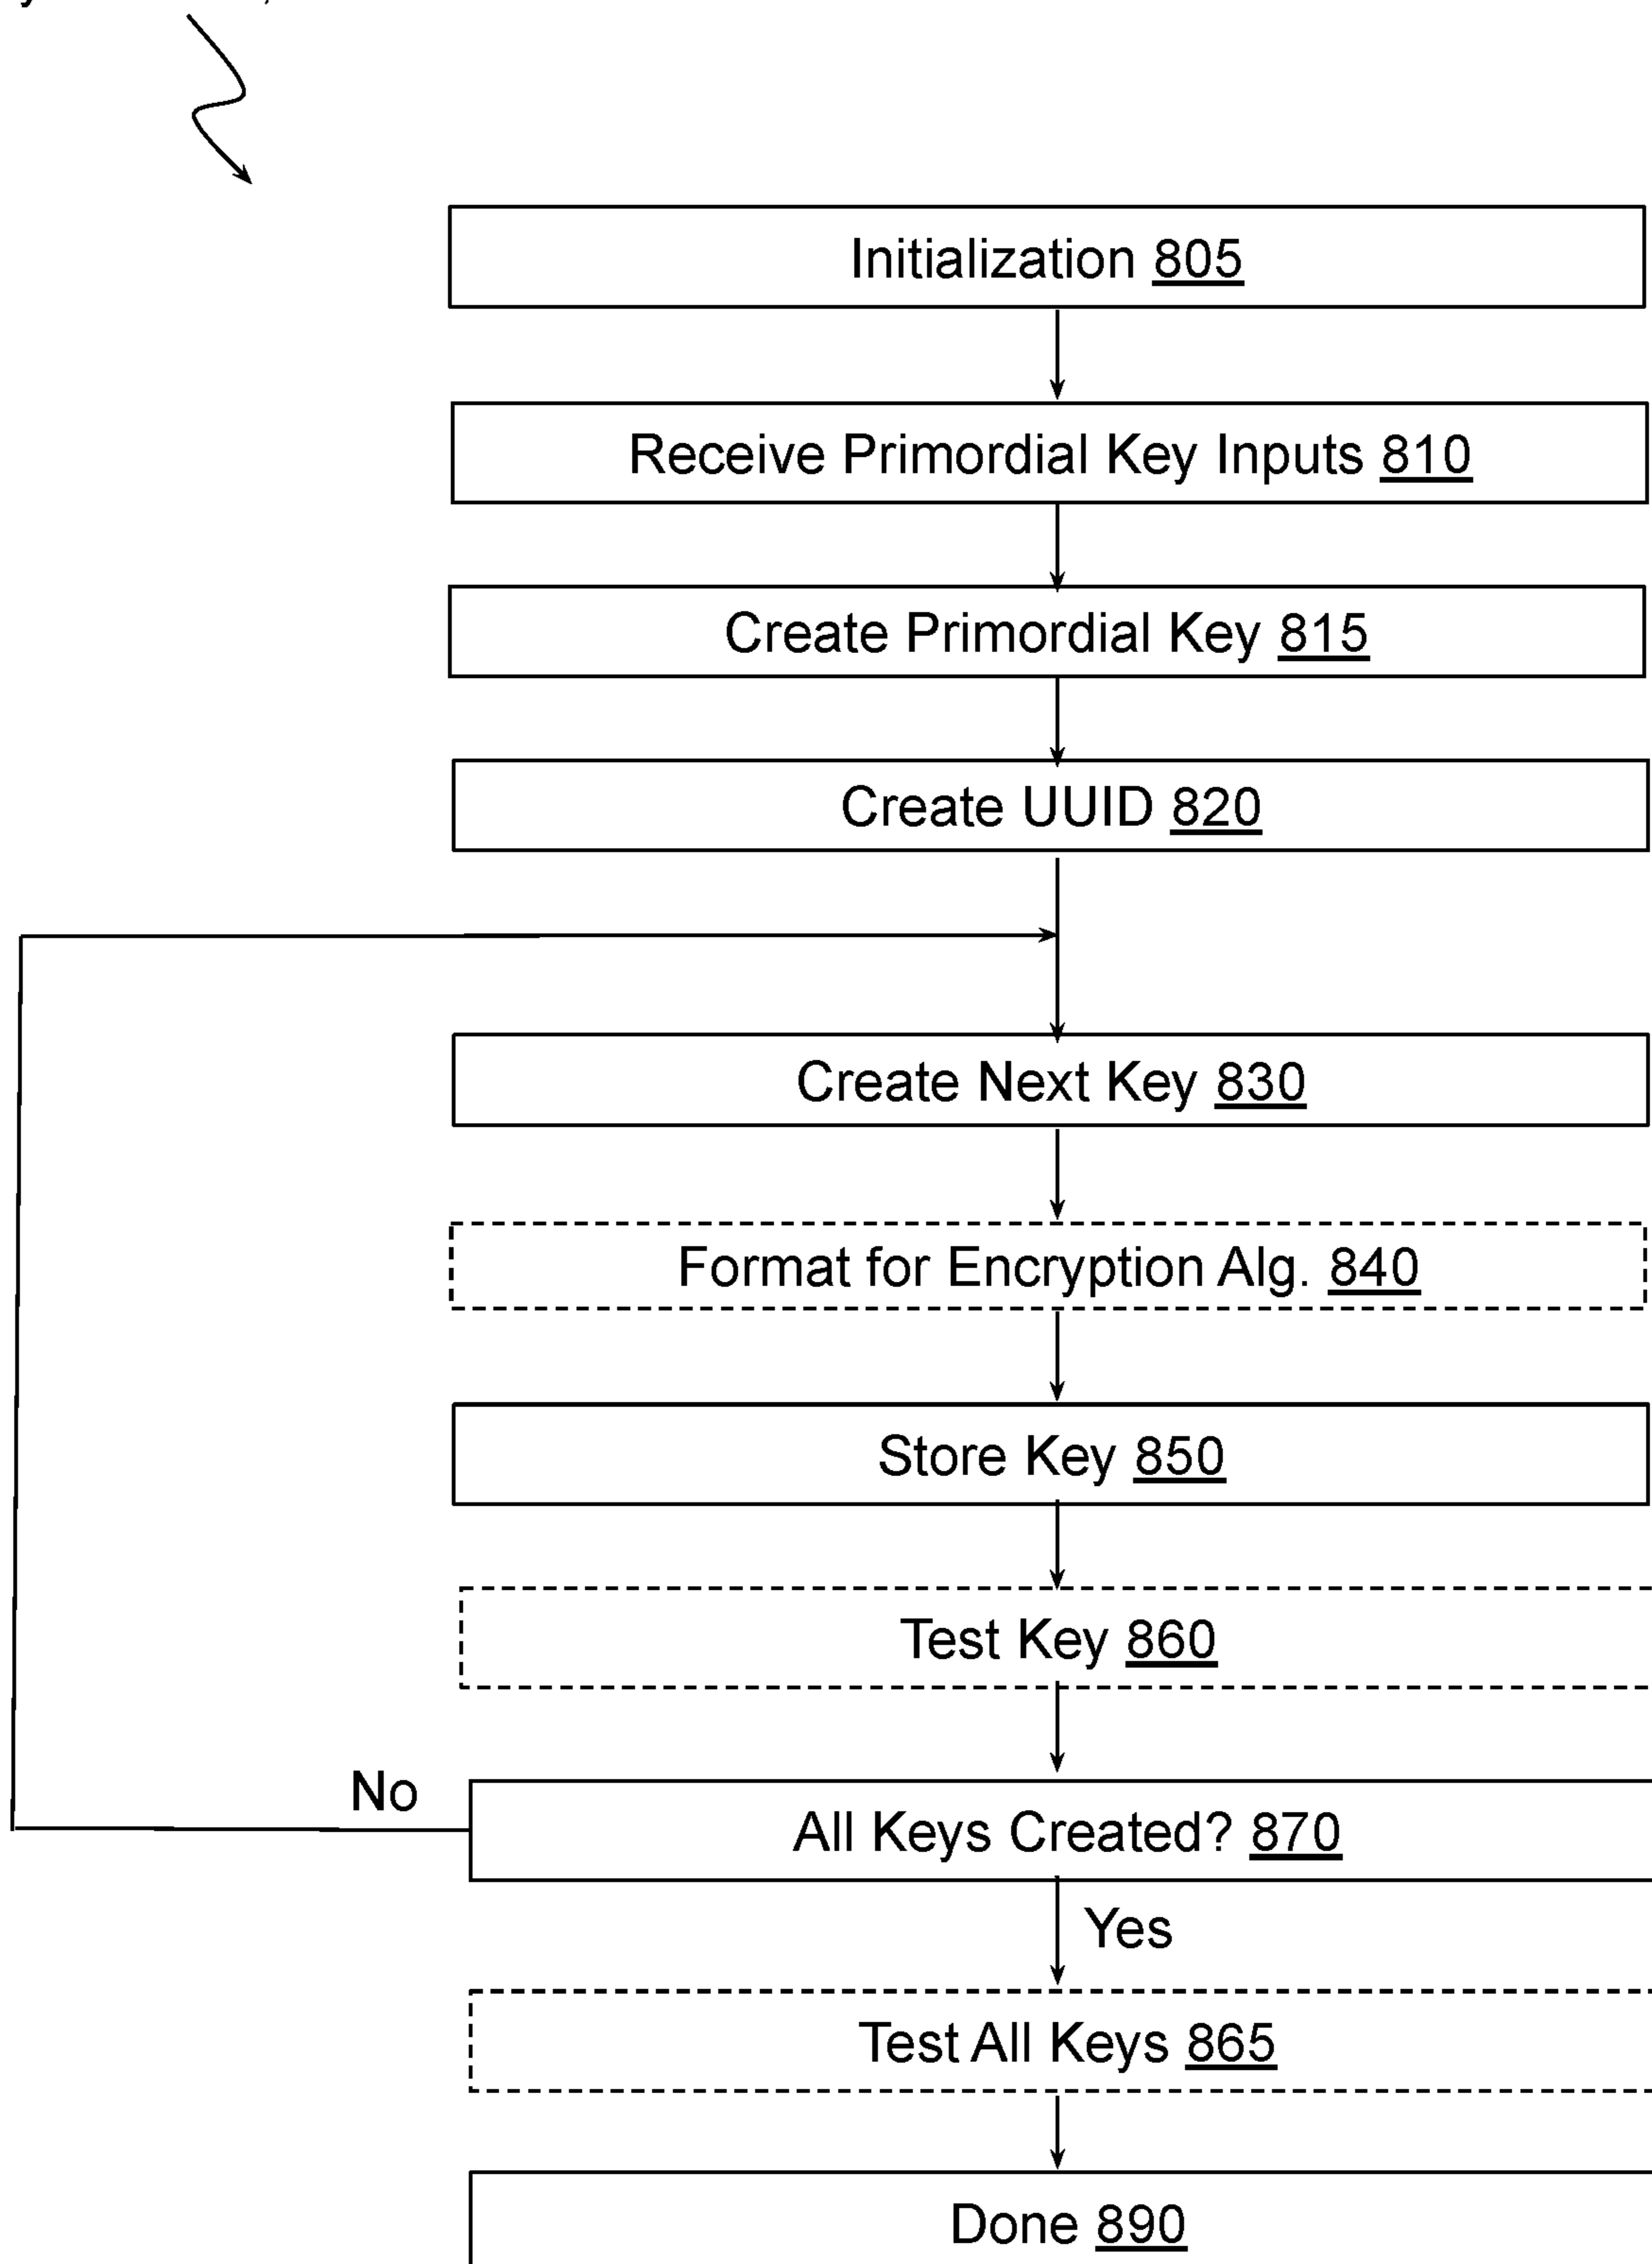 Initialization 805
Receive Primordial Key Inputs 810
Create Primordial Key 815
Create UUID 820
Create Next Key 830
Format for Encryption Alg. 840
Store Key 850
Test Key 860
No
All Keys Created? 870
Yes
Test All Keys 865
Done 890